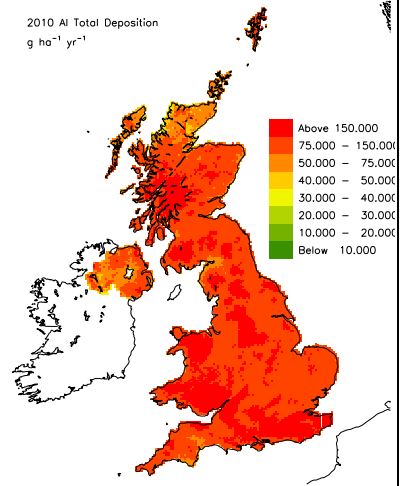 2010 Al Total Deposition
g ha⁻¹ yr⁻¹
Above 150.000
75.000 – 150.000
50.000 – 75.000
40.000 – 50.000
30.000 – 40.000
20.000 – 30.000
10.000 – 20.000
Below 10.000